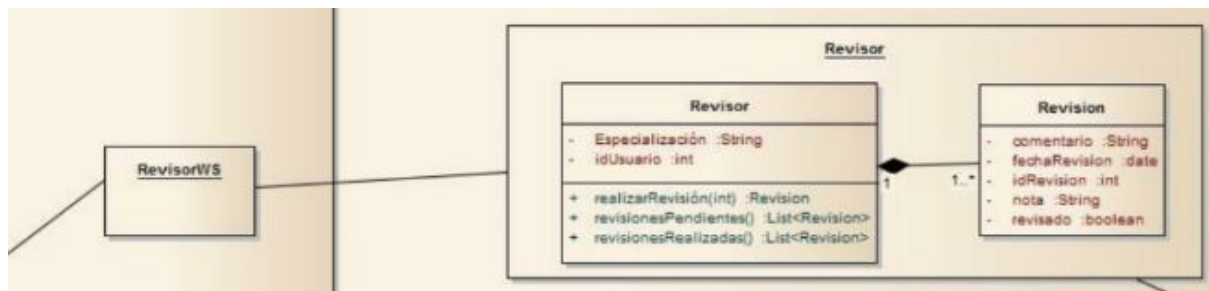 Revisor
RevisorWS
Revisor
- Especialización :String
- idUsuario :int
+ realizarRevisión(int) :Revision
+ revisionesPendientes() :List<Revision>
+ revisionesRealizadas() :List<Revision>
1
1..*
Revision
- comentario :String
- fechaRevision :date
- idRevision :int
- nota :String
- revisado :boolean